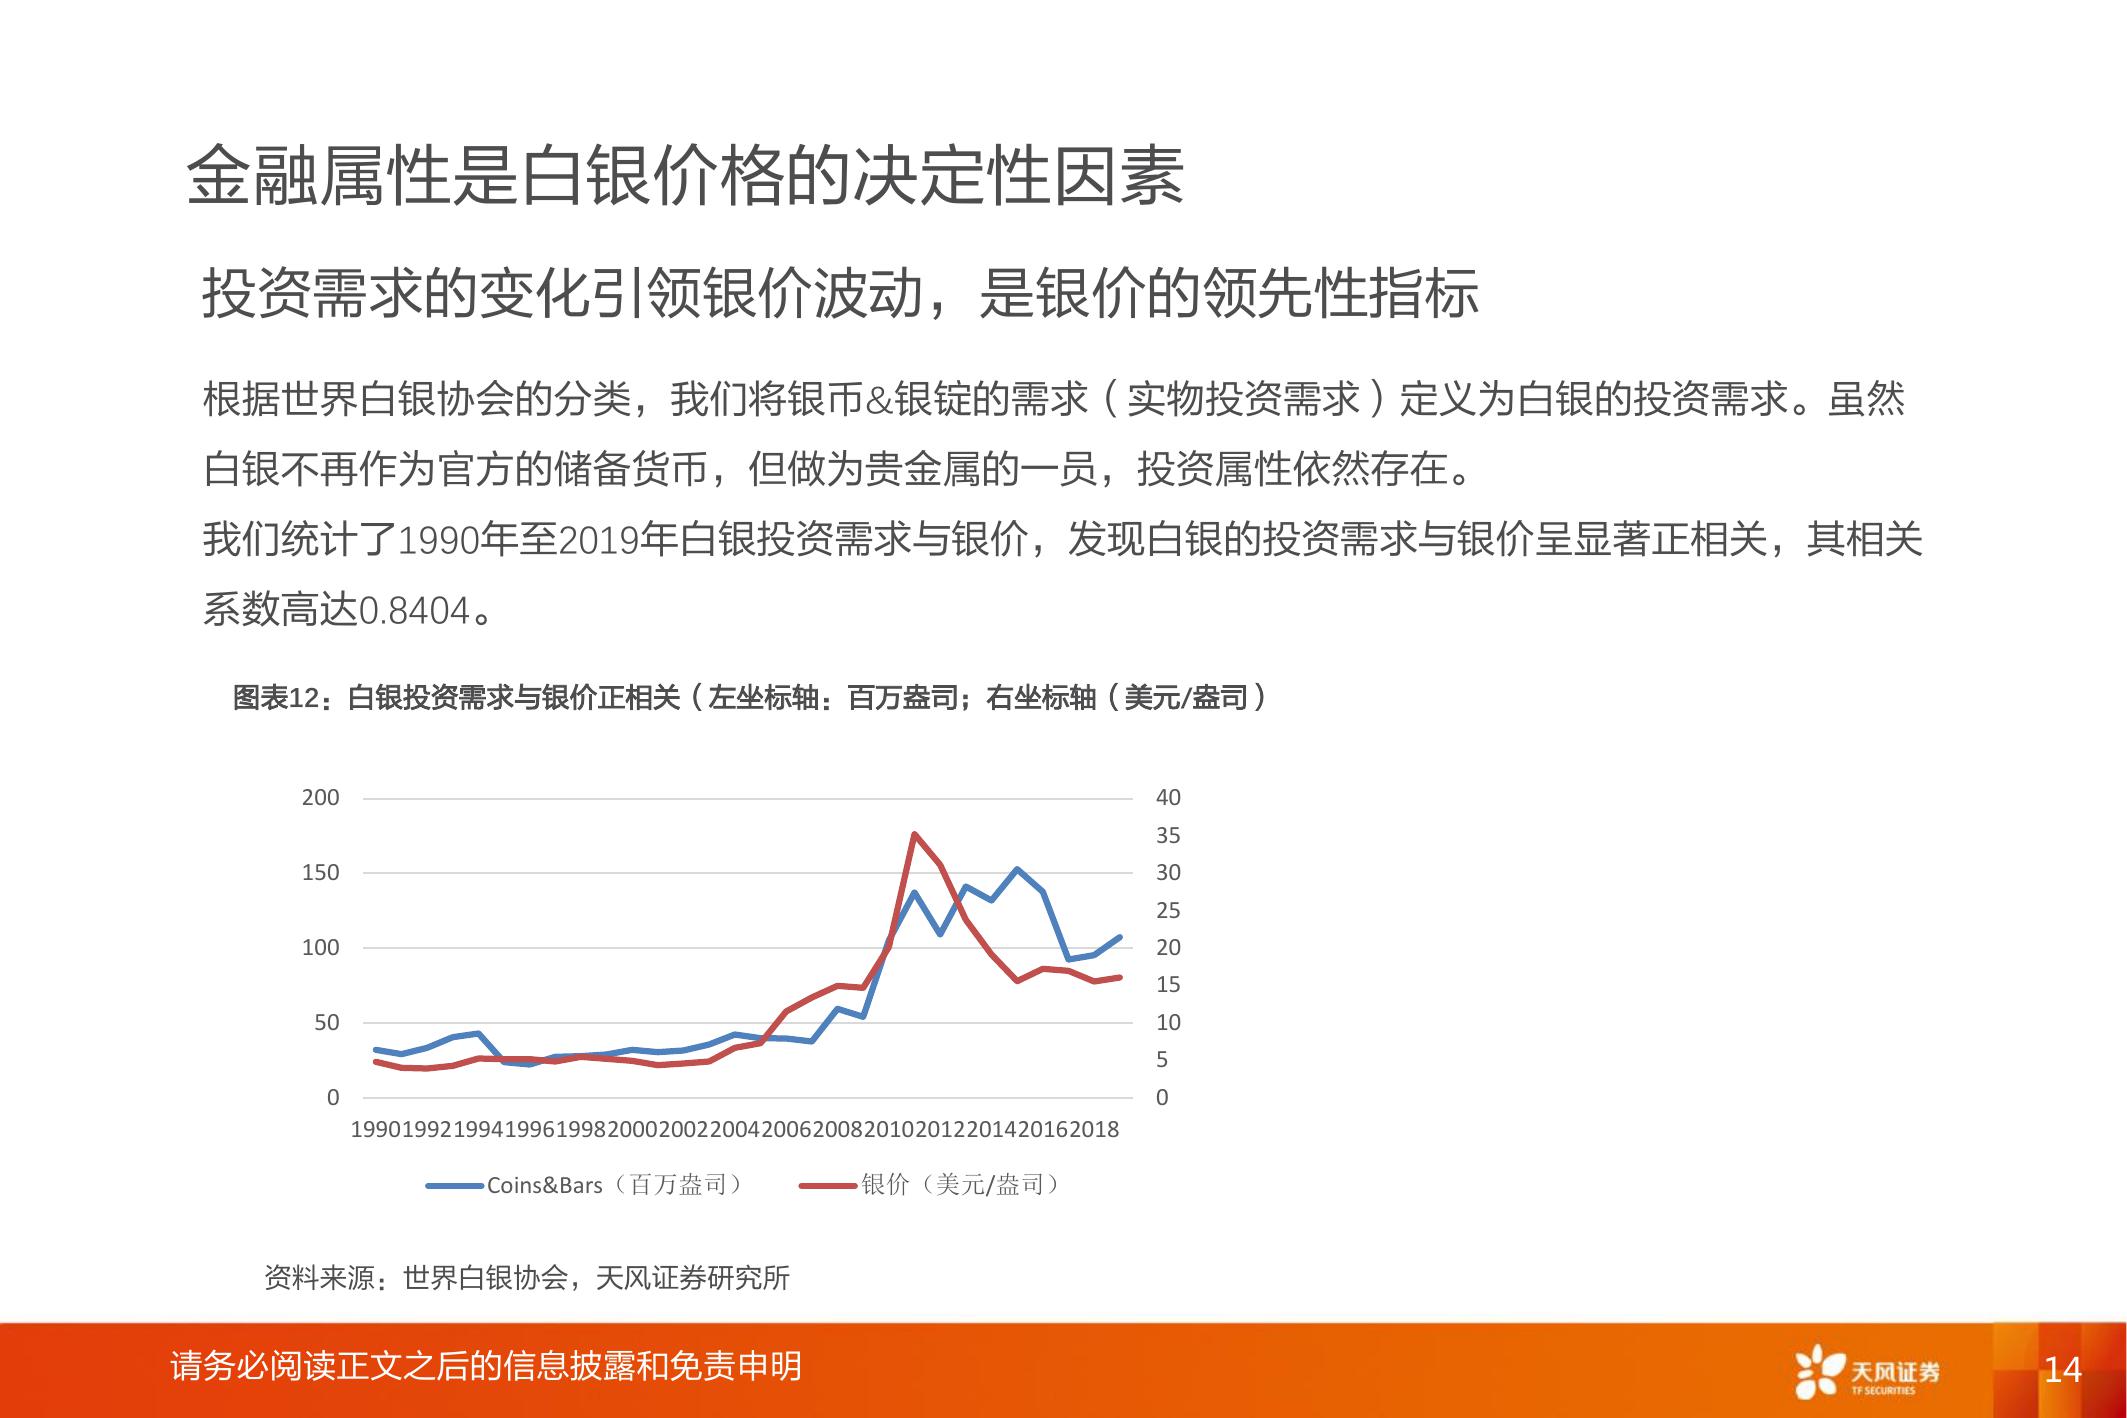 金融属性是白银价格的决定性因素
投资需求的变化引领银价波动，是银价的领先性指标
根据世界白银协会的分类，我们将银币&银锭的需求（实物投资需求）定义为白银的投资需求。虽然
白银不再作为官方的储备货币，但做为贵金属的一员，投资属性依然存在。
我们统计了1990年至2019年白银投资需求与银价，发现白银的投资需求与银价呈显著正相关，其相关
系数高达0.8404。
图表12：白银投资需求与银价正相关（左坐标轴：百万盎司；右坐标轴（美元/盎司）
200
150
100
50
0
40
35
30
25
20
15
10
5
0
1990 1992 1994 1996 1998 2000 2002 2004 2006 2008 2010 2012 2014 2016 2018
Coins&Bars（百万盎司） 银价（美元/盎司）
资料来源：世界白银协会，天风证券研究所
请务必阅读正文之后的信息披露和免责申明
天风证券
TF SECURITIES
14